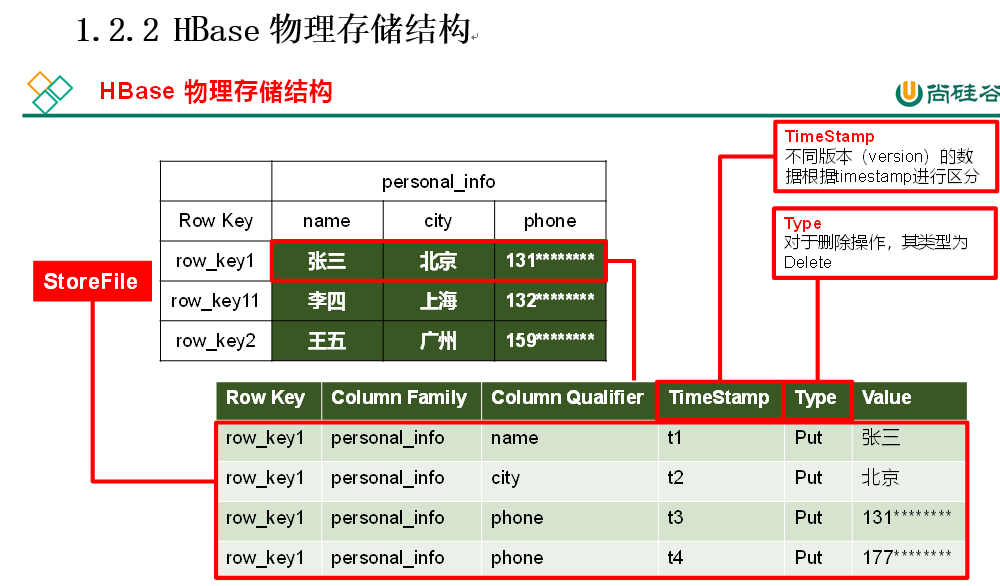 1.2.2 HBase 物理存储结构
HBase 物理存储结构
尚硅谷
TimeStamp
不同版本（version）的数
据根据timestamp进行区分
Type
对于删除操作，其类型为
Delete
personal_info
Row Key name city phone
row_key1 张三 北京 131********
row_key11 李四 上海 132********
row_key2 王五 广州 159********
StoreFile
Row Key Column Family Column Qualifier TimeStamp Type Value
row_key1 personal_info name t1 Put 张三
row_key1 personal_info city t2 Put 北京
row_key1 personal_info phone t3 Put 131********
row_key1 personal_info phone t4 Put 177********